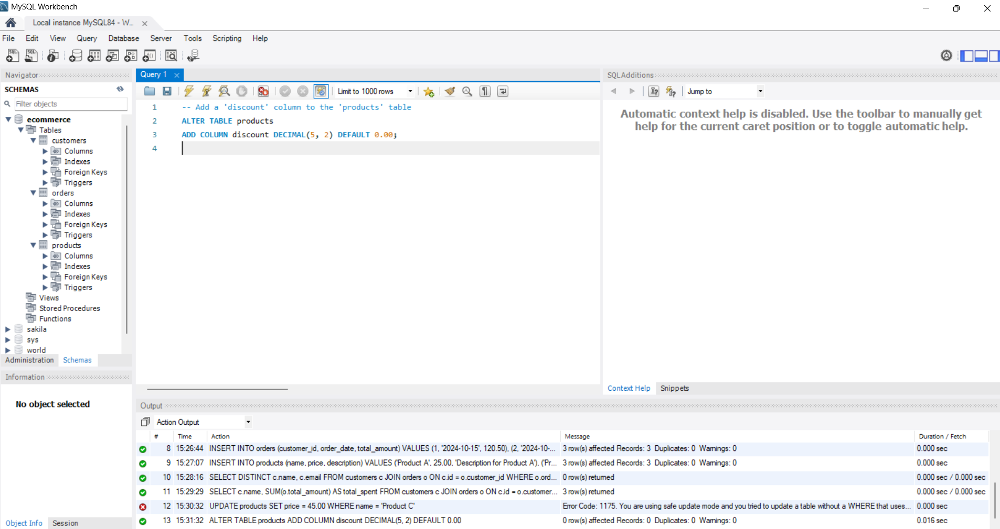 MySQL Workbench
Local instance MySQL84 - W...
File Edit View Query Database Server Tools Scripting Help
Navigator
SCHEMAS
Filter objects
ecommerce
Tables
customers
Columns
Indexes
Foreign Keys
Triggers
orders
Columns
Indexes
Foreign Keys
Triggers
products
Columns
Indexes
Foreign Keys
Triggers
Views
Stored Procedures
Functions
sakila
sys
world
Administration Schemas
Information
No object selected
Object Info Session
Query 1
Limit to 1000 rows
1 -- Add a 'discount' column to the 'products' table
2 ALTER TABLE products
3 ADD COLUMN discount DECIMAL(5, 2) DEFAULT 0.00;
4
SQLAdditions
Jump to
Automatic context help is disabled. Use the toolbar to manually get
help for the current caret position or to toggle automatic help.
Context Help Snippets
Output
Action Output
# Time Action Message Duration / Fetch
8 15:26:44 INSERT INTO orders (customer_id, order_date, total_amount) VALUES (1, '2024-10-15', 120.50), (2, '2024-10-... 3 row(s) affected Records: 3 Duplicates: 0 Warnings: 0 0.000 sec
9 15:27:07 INSERT INTO products (name, price, description) VALUES ('Product A', 25.00, 'Description for Product A'), ('Pr... 3 row(s) affected Records: 3 Duplicates: 0 Warnings: 0 0.000 sec
10 15:28:16 SELECT DISTINCT c.name, c.email FROM customers c JOIN orders o ON c.id = o.customer_id WHERE o.ord... 0 row(s) returned 0.000 sec / 0.000 sec
11 15:29:29 SELECT c.name, SUM(o.total_amount) AS total_spent FROM customers c JOIN orders o ON c.id = o.customer... 3 row(s) returned 0.000 sec / 0.000 sec
12 15:30:32 UPDATE products SET price = 45.00 WHERE name = 'Product C' Error Code: 1175. You are using safe update mode and you tried to update a table without a WHERE that uses... 0.000 sec
13 15:31:32 ALTER TABLE products ADD COLUMN discount DECIMAL(5, 2) DEFAULT 0.00 0 row(s) affected Records: 0 Duplicates: 0 Warnings: 0 0.016 sec